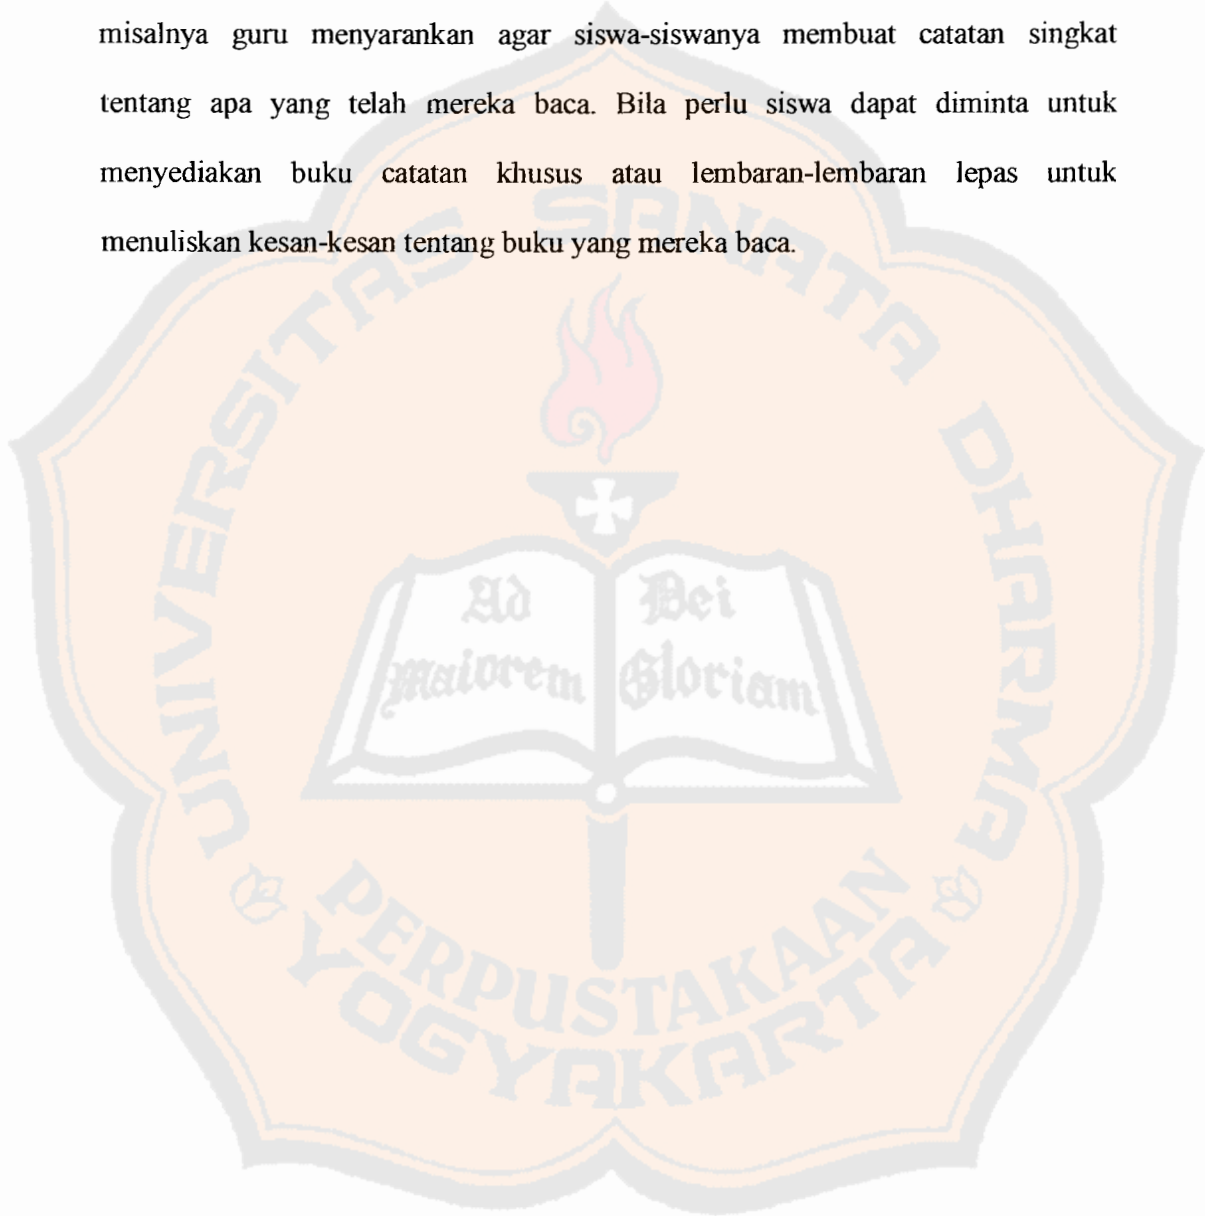 misalnya guru menyarankan agar siswa-siswanya membuat catatan singkat
tentang apa yang telah mereka baca. Bila perlu siswa dapat diminta untuk
menyediakan buku catatan khusus atau lembaran-lembaran lepas untuk
menuliskan kesan-kesan tentang buku yang mereka baca.
UNIVERSITAS SANATA DHARMA
Ad Dei
maiorem Gloriam
PERPUSTAKAAN
YOGYAKARTA